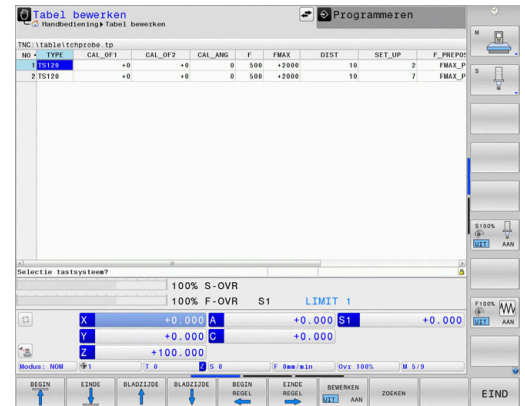 Tabel bewerken
Handbediening▸Tabel bewerken
Programmeren
TNC:\table\tchprobe.tp
NO TYPE CAL_OF1 CAL_OF2 CAL_ANG F FMAX DIST SET_UP F_PREPOS
1 TS120 +0 +0 0 500 +2000 10 2 FMAX_P
2 TS120 +0 +0 0 500 +2000 10 7 FMAX_P
M
S
S100%
UIT AAN
F100%
UIT AAN
Selectie tastsysteem?
100% S-OVR
100% F-OVR S1 LIMIT 1
X +0.000 A +0.000 S1 +0.000
Y +0.000 C +0.000
Z +100.000
Modus: NOM 1 T 0 Z S 0 F 0mm/min Ovr 100% M 5/9
BEGIN
EINDE
BLADZIJDE
BLADZIJDE
BEGIN REGEL
EINDE REGEL
BEWERKEN
UIT AAN
ZOEKEN
EIND